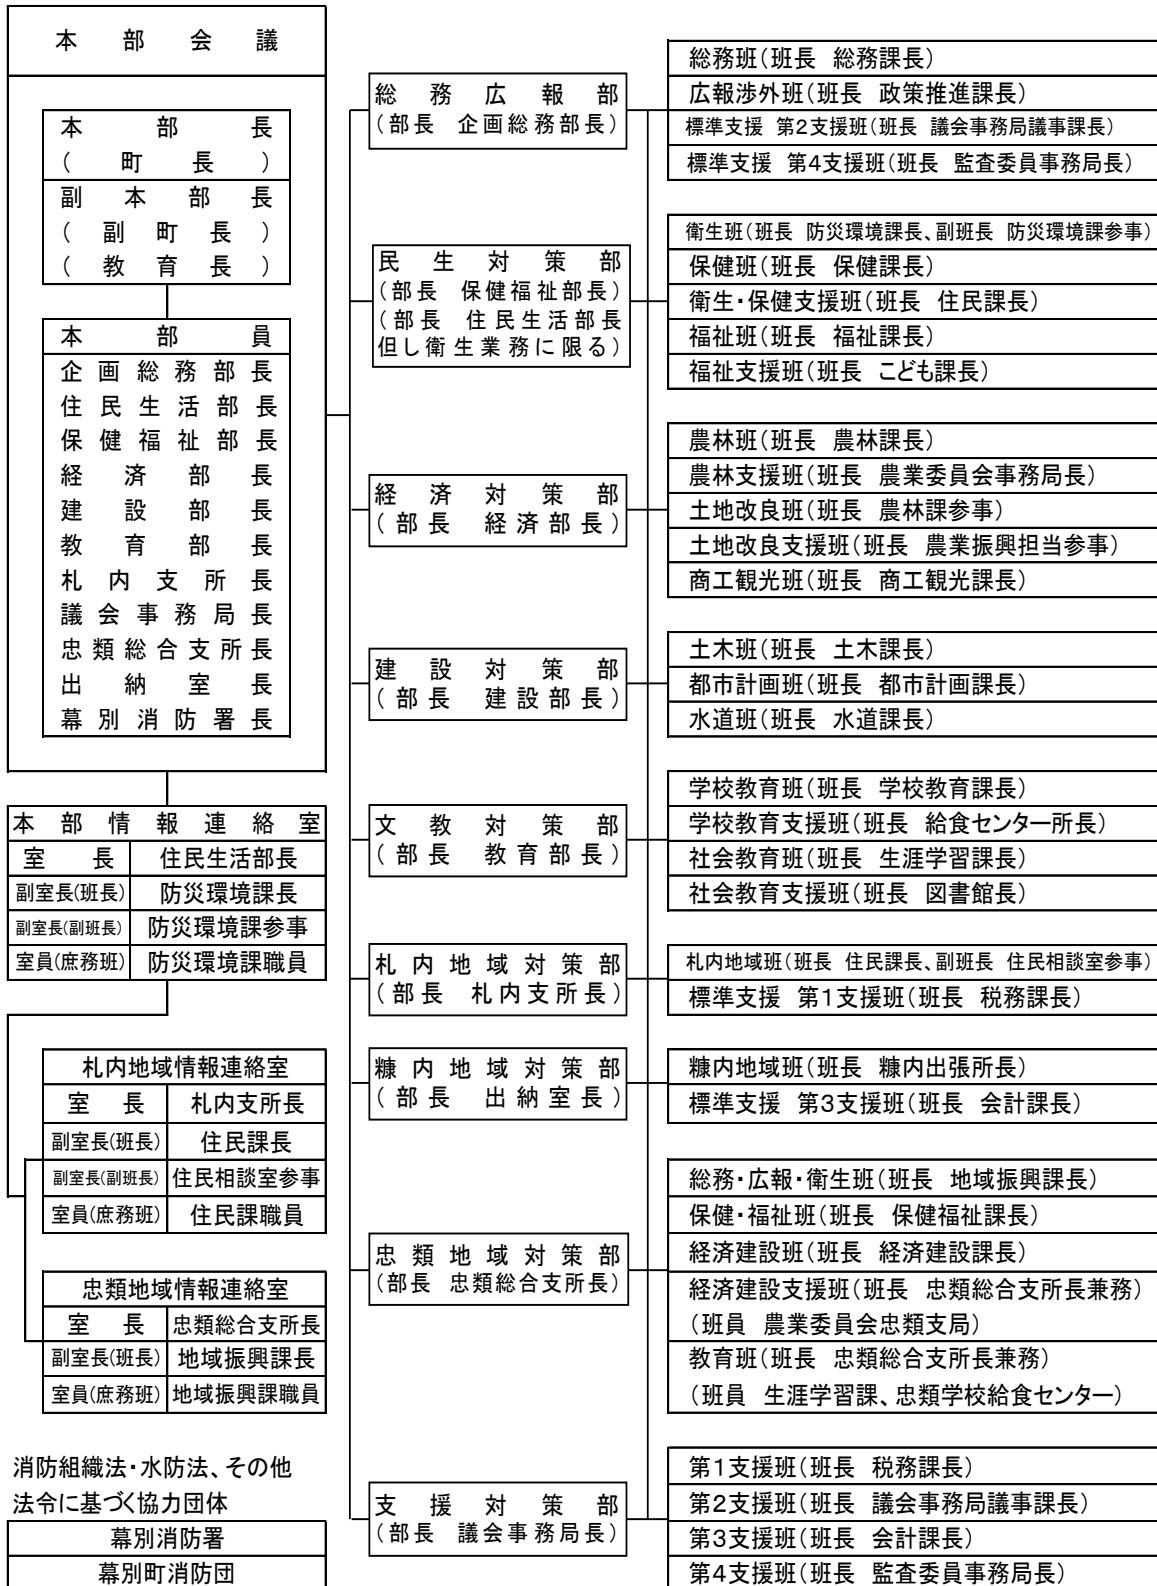 本部会議
本部長
(町長)
副本部長
(副町長)
(教育長)
本部員
企画総務部長
住民生活部長
保健福祉部長
経済部長
建設部長
教育部長
札内支所長
議会事務局長
忠類総合支所長
出納室長
幕別消防署長
本部情報連絡室
室長 住民生活部長
副室長(班長) 防災環境課長
副室長(副班長) 防災環境課参事
室員(庶務班) 防災環境課職員
札内地域情報連絡室
室長 札内支所長
副室長(班長) 住民課長
副室長(副班長) 住民相談室参事
室員(庶務班) 住民課職員
忠類地域情報連絡室
室長 忠類総合支所長
副室長(班長) 地域振興課長
室員(庶務班) 地域振興課職員
消防組織法・水防法、その他
法令に基づく協力団体
幕別消防署
幕別町消防団
総務広報部
(部長 企画総務部長)
総務班(班長 総務課長)
広報渉外班(班長 政策推進課長)
標準支援 第2支援班(班長 議会事務局議事課長)
標準支援 第4支援班(班長 監査委員事務局長)
民生対策部
(部長 保健福祉部長)
(部長 住民生活部長
但し衛生業務に限る)
衛生班(班長 防災環境課長、副班長 防災環境課参事)
保健班(班長 保健課長)
衛生・保健支援班(班長 住民課長)
福祉班(班長 福祉課長)
福祉支援班(班長 こども課長)
経済対策部
(部長 経済部長)
農林班(班長 農林課長)
農林支援班(班長 農業委員会事務局長)
土地改良班(班長 農林課参事)
土地改良支援班(班長 農業振興担当参事)
商工観光班(班長 商工観光課長)
建設対策部
(部長 建設部長)
土木班(班長 土木課長)
都市計画班(班長 都市計画課長)
水道班(班長 水道課長)
文教対策部
(部長 教育部長)
学校教育班(班長 学校教育課長)
学校教育支援班(班長 給食センター所長)
社会教育班(班長 生涯学習課長)
社会教育支援班(班長 図書館長)
札内地域対策部
(部長 札内支所長)
札内地域班(班長 住民課長、副班長 住民相談室参事)
標準支援 第1支援班(班長 税務課長)
糠内地域対策部
(部長 出納室長)
糠内地域班(班長 糠内出張所長)
標準支援 第3支援班(班長 会計課長)
忠類地域対策部
(部長 忠類総合支所長)
総務・広報・衛生班(班長 地域振興課長)
保健・福祉班(班長 保健福祉課長)
経済建設班(班長 経済建設課長)
経済建設支援班(班長 忠類総合支所長兼務)
(班員 農業委員会忠類支局)
教育班(班長 忠類総合支所長兼務)
(班員 生涯学習課、忠類学校給食センター)
支援対策部
(部長 議会事務局長)
第1支援班(班長 税務課長)
第2支援班(班長 議会事務局議事課長)
第3支援班(班長 会計課長)
第4支援班(班長 監査委員事務局長)